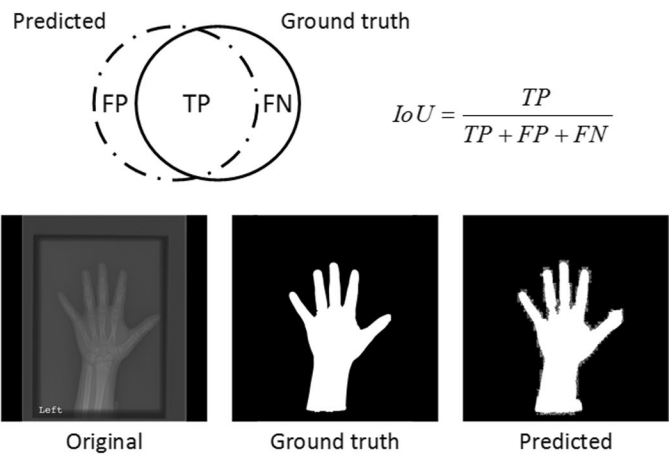 Predicted
Ground truth
FP
TP
FN
IoU = TP / (TP + FP + FN)
Left
Original
Ground truth
Predicted